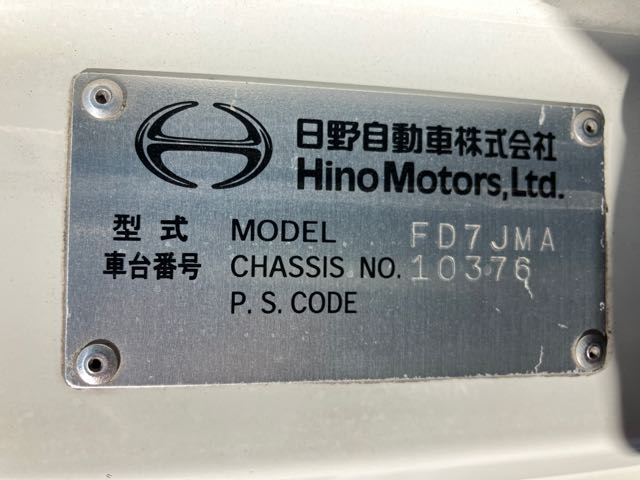 日野自動車株式会社
Hino Motors, Ltd.
型式 MODEL FD7JMA
車台番号 CHASSIS NO. 10376
P. S. CODE